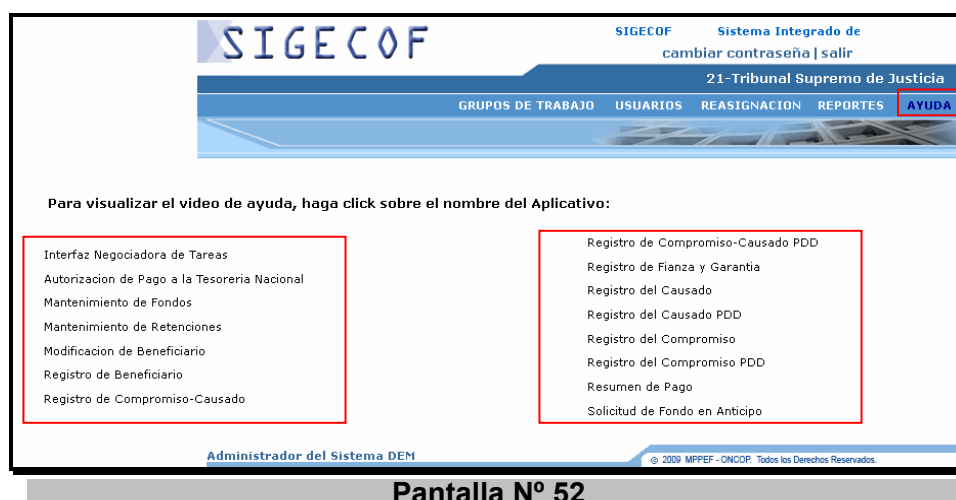 SIGECOF
SIGECOF Sistema Integrado de
cambiar contraseña | salir
21-Tribunal Supremo de Justicia
GRUPOS DE TRABAJO USUARIOS REASIGNACION REPORTES AYUDA
Para visualizar el video de ayuda, haga click sobre el nombre del Aplicativo:
Interfaz Negociadora de Tareas
Autorizacion de Pago a la Tesoreria Nacional
Mantenimiento de Fondos
Mantenimiento de Retenciones
Modificacion de Beneficiario
Registro de Beneficiario
Registro de Compromiso-Causado
Registro de Compromiso-Causado PDD
Registro de Fianza y Garantia
Registro del Causado
Registro del Causado PDD
Registro del Compromiso
Registro del Compromiso PDD
Resumen de Pago
Solicitud de Fondo en Anticipo
Administrador del Sistema DEM
© 2009 MPPEF - ONCOP. Todos los Derechos Reservados.
Pantalla Nº 52